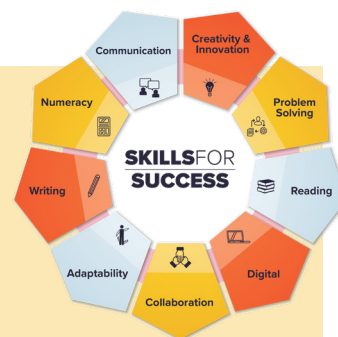 Communication
Creativity &
Innovation
Problem
Solving
Reading
Digital
Collaboration
Adaptability
Writing
Numeracy
SKILLSFOR
SUCCESS